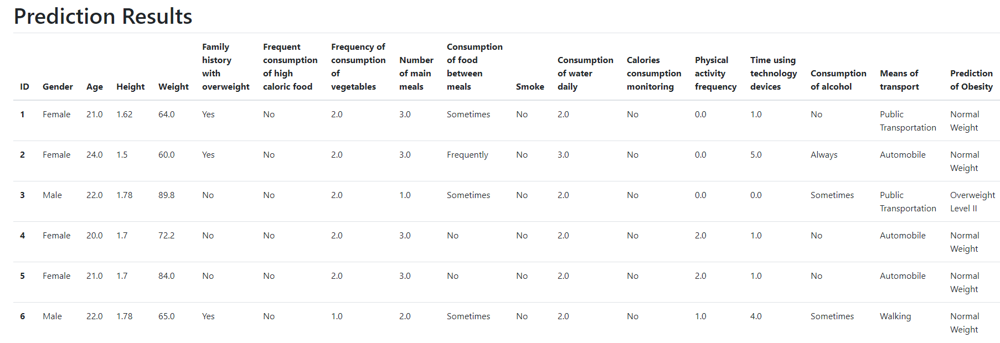 Prediction Results
ID Gender Age Height Weight Family history with overweight Frequent consumption of high caloric food Frequency of consumption of vegetables Number of main meals Consumption of food between meals Smoke Consumption of water daily Calories consumption monitoring Physical activity frequency Time using technology devices Consumption of alcohol Means of transport Prediction of Obesity
1 Female 21.0 1.62 64.0 Yes No 2.0 3.0 Sometimes No 2.0 No 0.0 1.0 No Public Transportation Normal Weight
2 Female 24.0 1.5 60.0 Yes No 2.0 3.0 Frequently No 3.0 No 0.0 5.0 Always Automobile Normal Weight
3 Male 22.0 1.78 89.8 No No 2.0 1.0 Sometimes No 2.0 No 0.0 0.0 Sometimes Public Transportation Overweight Level II
4 Female 20.0 1.7 72.2 No No 2.0 3.0 No No 2.0 No 2.0 1.0 No Automobile Normal Weight
5 Female 21.0 1.7 84.0 No No 2.0 3.0 No No 2.0 No 2.0 1.0 No Automobile Normal Weight
6 Male 22.0 1.78 65.0 Yes No 1.0 2.0 Sometimes No 2.0 No 1.0 4.0 Sometimes Walking Normal Weight